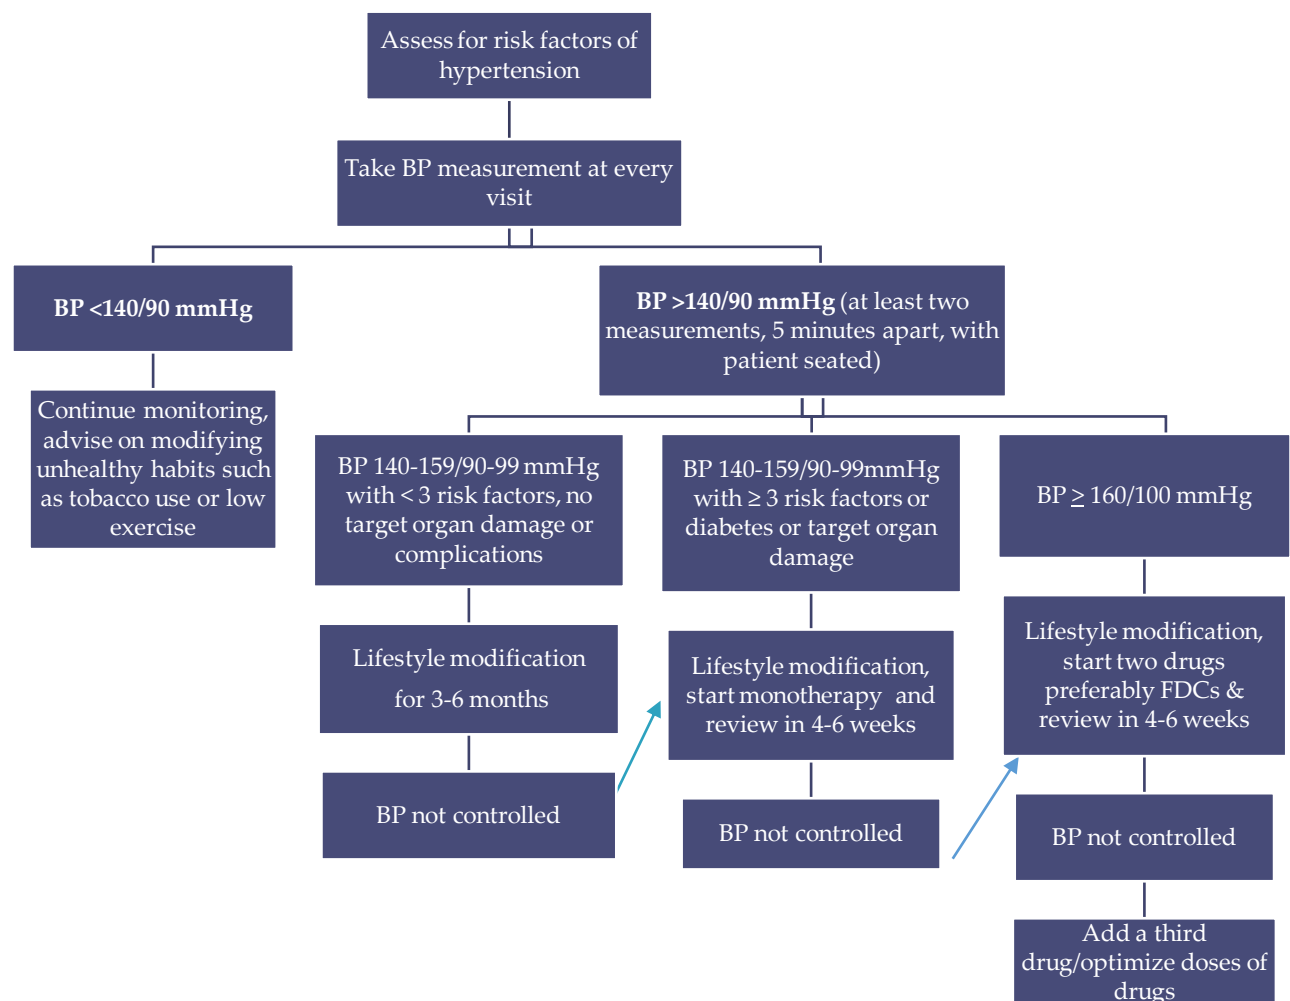 Assess for risk factors of
hypertension
Take BP measurement at every
visit
BP <140/90 mmHg
BP >140/90 mmHg (at least two
measurements, 5 minutes apart, with
patient seated)
Continue monitoring,
advise on modifying
unhealthy habits such
as tobacco use or low
exercise
BP 140-159/90-99 mmHg
with < 3 risk factors, no
target organ damage or
complications
BP 140-159/90-99mmHg
with ≥ 3 risk factors or
diabetes or target organ
damage
BP ≥ 160/100 mmHg
Lifestyle modification
for 3-6 months
Lifestyle modification,
start monotherapy and
review in 4-6 weeks
Lifestyle modification,
start two drugs
preferably FDCs &
review in 4-6 weeks
BP not controlled
BP not controlled
BP not controlled
Add a third
drug/optimize doses of
drugs